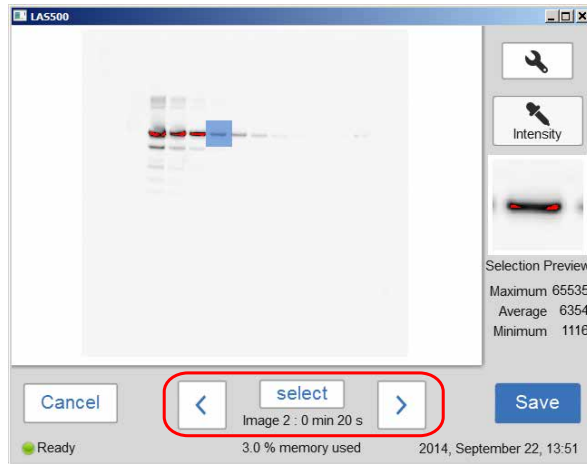 LAS500
Intensity
Selection Preview
Maximum 65535
Average 6354
Minimum 1116
Cancel
select
Image 2 : 0 min 20 s
Save
Ready
3.0 % memory used
2014, September 22, 13:51